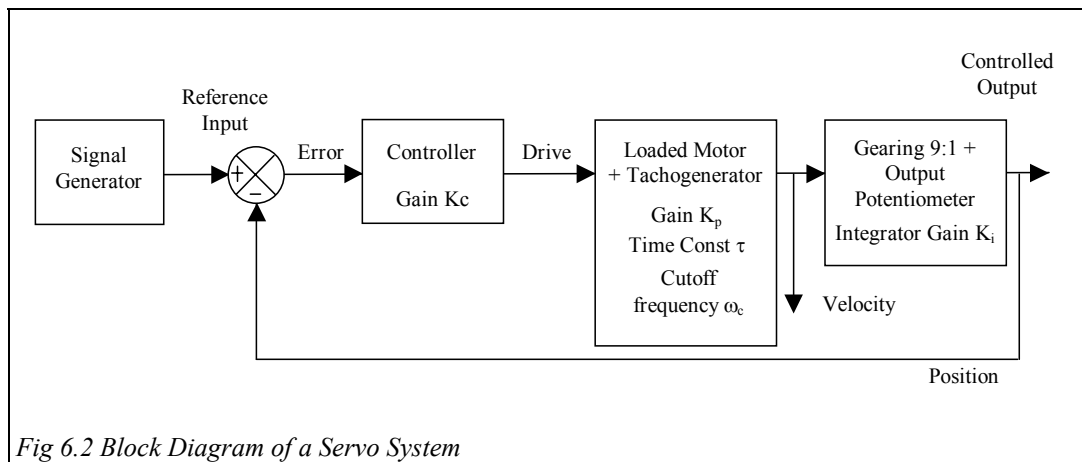 Controlled
Output
Reference
Input
Signal
Generator
+
−
Error
Controller
Gain Kc
Drive
Loaded Motor
+ Tachogenerator
Gain Kp
Time Const τ
Cutoff
frequency ωc
Gearing 9:1 +
Output
Potentiometer
Integrator Gain Ki
Velocity
Position
Fig 6.2 Block Diagram of a Servo System